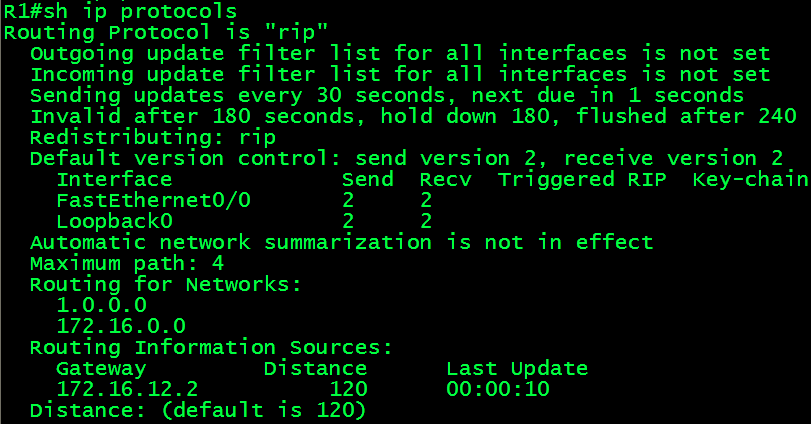 R1#sh ip protocols
Routing Protocol is "rip"
  Outgoing update filter list for all interfaces is not set
  Incoming update filter list for all interfaces is not set
  Sending updates every 30 seconds, next due in 1 seconds
  Invalid after 180 seconds, hold down 180, flushed after 240
  Redistributing: rip
  Default version control: send version 2, receive version 2
    Interface             Send  Recv  Triggered RIP  Key-chain
    FastEthernet0/0       2     2
    Loopback0             2     2
  Automatic network summarization is not in effect
  Maximum path: 4
  Routing for Networks:
    1.0.0.0
    172.16.0.0
  Routing Information Sources:
    Gateway         Distance      Last Update
    172.16.12.2          120      00:00:10
  Distance: (default is 120)